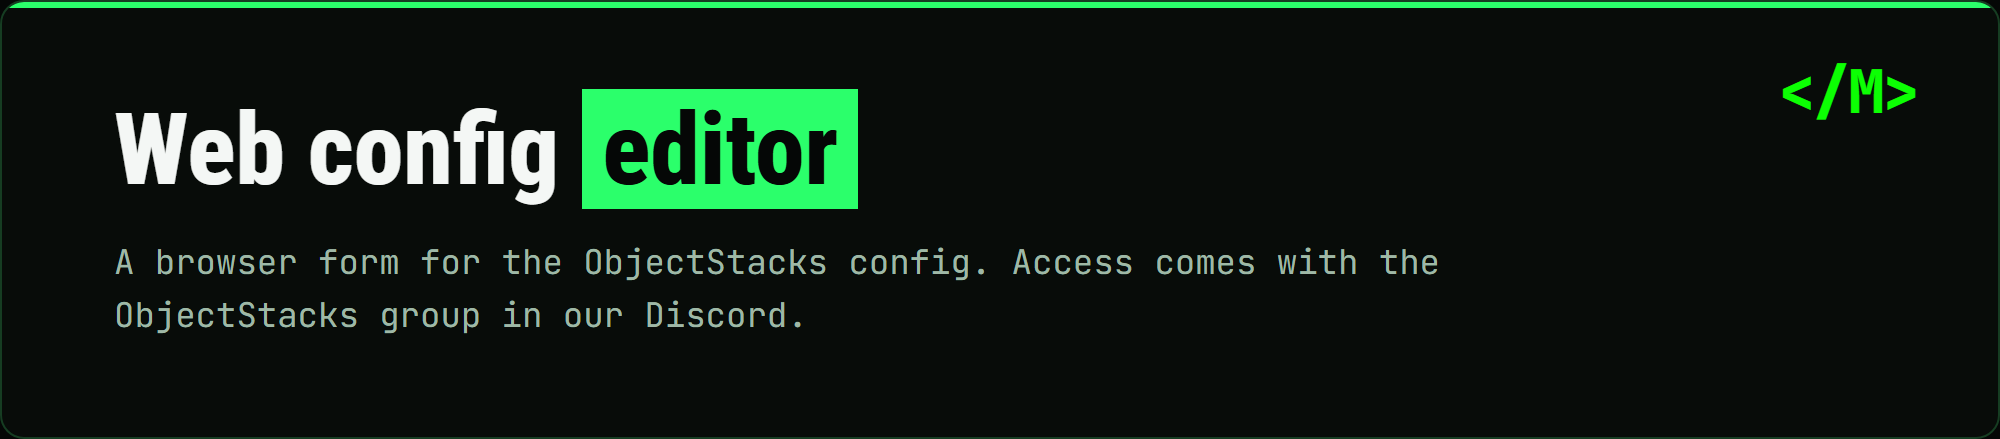 </M>
Web config editor
A browser form for the ObjectStacks config. Access comes with the
ObjectStacks group in our Discord.